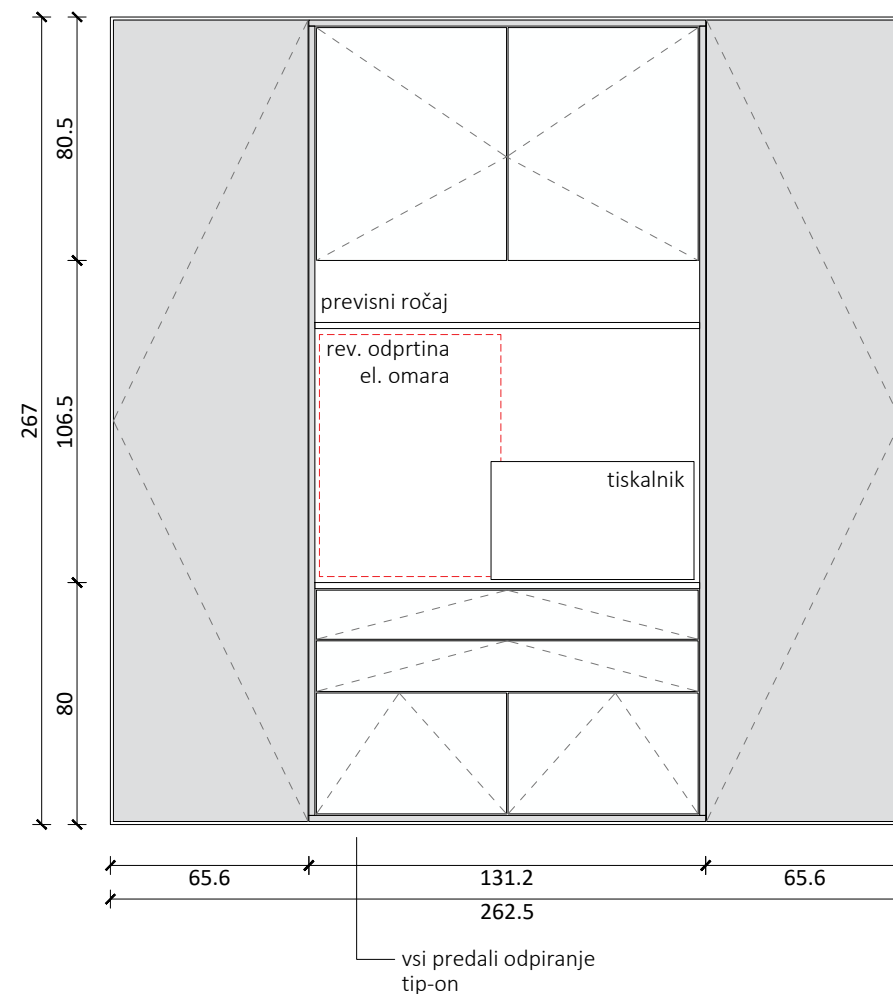 80.5
previsni ročaj
rev. odprtina
el. omara
267
106.5
tiskalnik
80
65.6
131.2
65.6
262.5
vsi predali odpiranje
tip-on